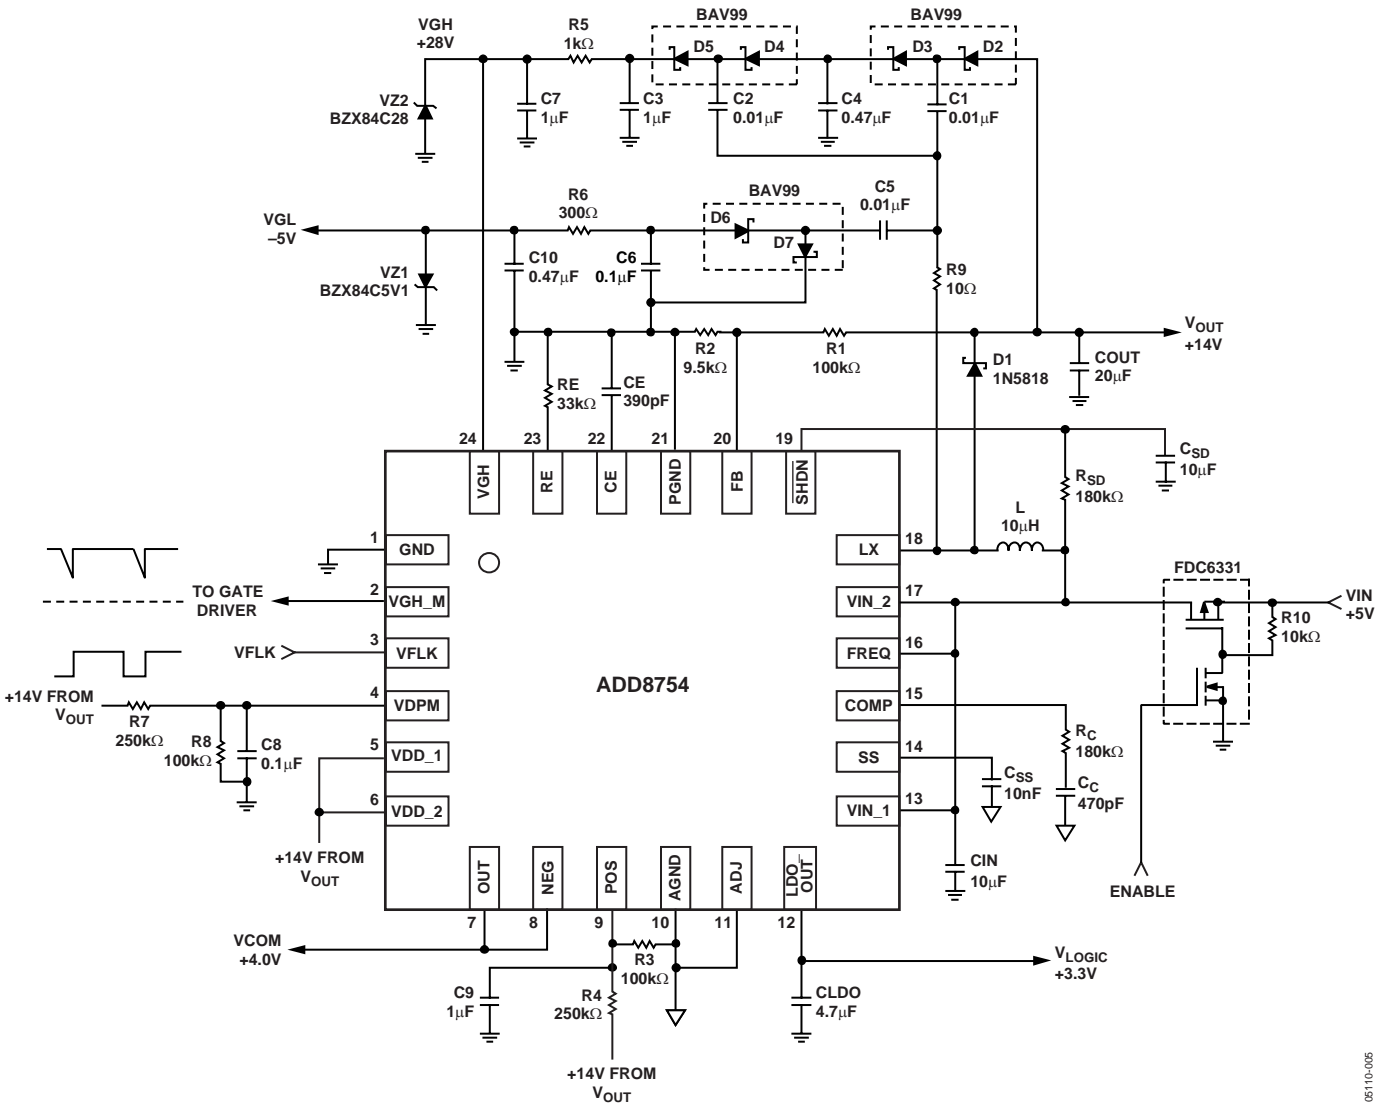 VGH
+28V
R5
1kΩ
BAV99
D5
D4
BAV99
D3
D2
VZ2
BZX84C28
C7
1μF
C3
1μF
C2
0.01μF
C4
0.47μF
C1
0.01μF
VGL
–5V
R6
300Ω
BAV99
D6
D7
C5
0.01μF
VZ1
BZX84C5V1
C10
0.47μF
C6
0.1μF
R9
10Ω
R2
9.5kΩ
R1
100kΩ
D1
1N5818
COUT
20μF
VOUT
+14V
RE
33kΩ
CE
390pF
24
23
22
21
20
19
VGH
RE
CE
PGND
FB
SHDN
CSD
10μF
RSD
180kΩ
L
10μH
1
GND
18
LX
TO GATE
DRIVER
2
VGH_M
17
VIN_2
FDC6331
VIN
+5V
R10
10kΩ
VFLK
3
VFLK
16
FREQ
ADD8754
+14V FROM
VOUT
R7
250kΩ
4
VDPM
15
COMP
RC
180kΩ
R8
100kΩ
C8
0.1μF
5
VDD_1
14
SS
CSS
10nF
CC
470pF
6
VDD_2
13
VIN_1
+14V FROM
VOUT
CIN
10μF
ENABLE
OUT
NEG
POS
AGND
ADJ
LDO_
OUT
7
8
9
10
11
12
VCOM
+4.0V
R3
100kΩ
VLOGIC
+3.3V
C9
1μF
R4
250kΩ
CLDO
4.7μF
+14V FROM
VOUT
05110-005